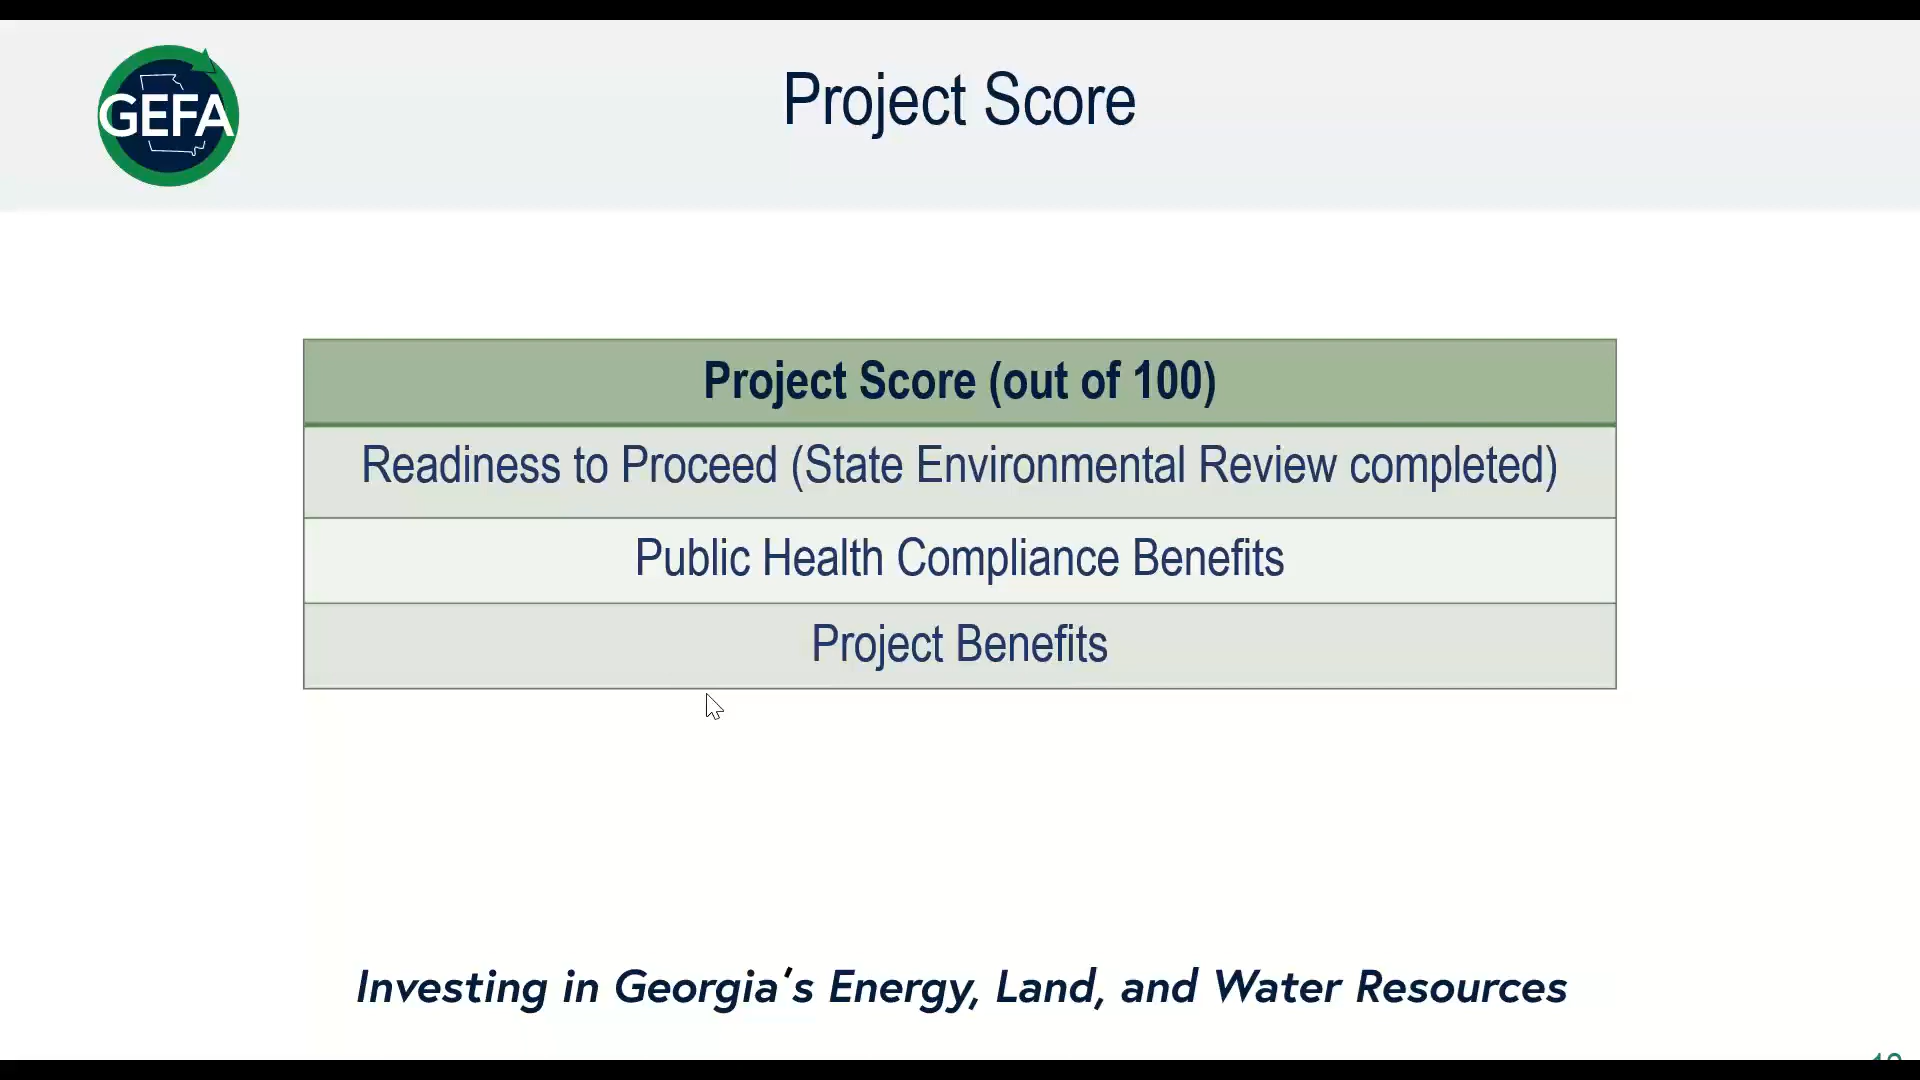 GEFA
Project Score
Project Score (out of 100)
Readiness to Proceed (State Environmental Review completed)
Public Health Compliance Benefits
Project Benefits
Investing in Georgia's Energy, Land, and Water Resources